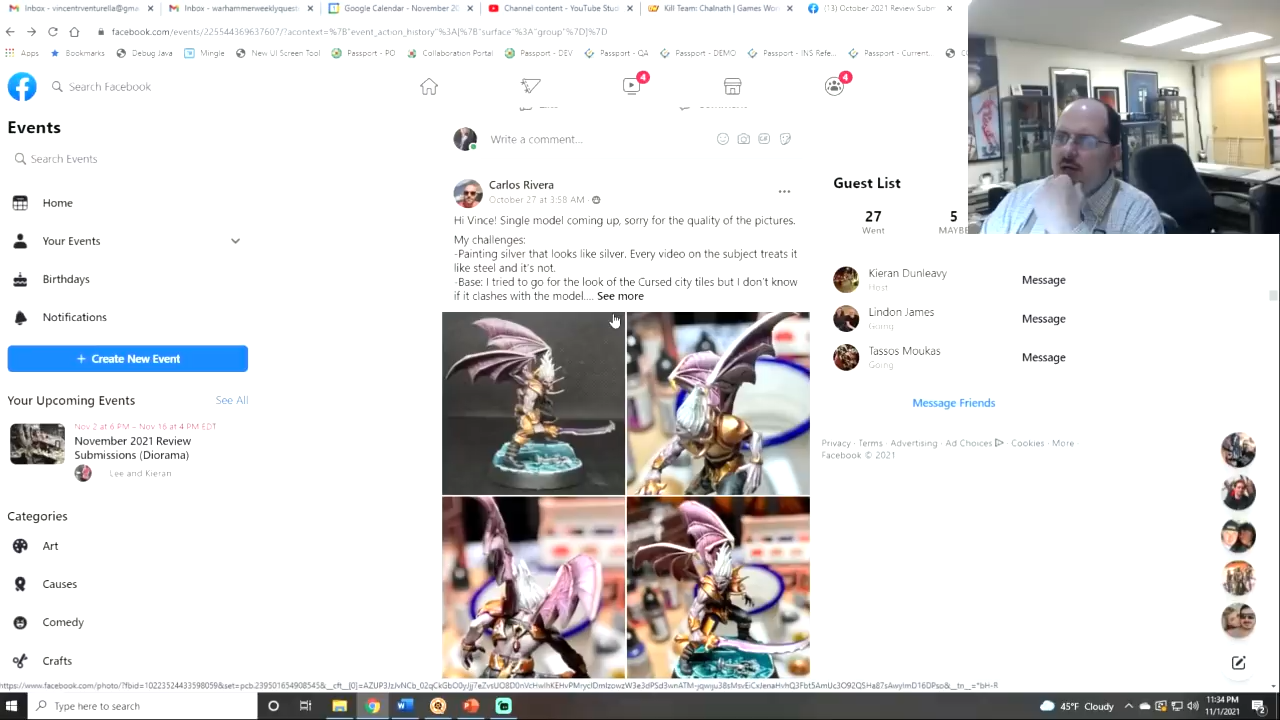 Inbox - vincentrventurella@gma
Inbox - warhammerweeklyquest
Google Calendar - November 20
Channel content - YouTube Stu
Kill Team: Chalnath | Games Wor
(13) October 2021 Review Subm
facebook.com/events/225544369637607/?acontext=%7B"event_action_history"%3A[%7B"surface"%3A"group"%7D]%7D
Apps
Bookmarks
Debug Java
Mingle
New UI Screen Tool
Passport - PO
Collaboration Portal
Passport - DEV
Passport - QA
Passport - DEMO
Passport - INS Refe...
Passport - Current...
Search Facebook
4
4
Events
Search Events
Home
Your Events
Birthdays
Notifications
+ Create New Event
Your Upcoming Events
See All
Nov 2 at 6 PM – Nov 16 at 4 PM EDT
November 2021 Review
Submissions (Diorama)
Lee and Kieran
Categories
Art
Causes
Comedy
Crafts
Write a comment...
Carlos Rivera
October 27 at 3:58 AM ·
Hi Vince! Single model coming up, sorry for the quality of the pictures.
My challenges:
-Painting silver that looks like silver. Every video on the subject treats it
like steel and it's not.
-Base: I tried to go for the look of the Cursed city tiles but I don't know
if it clashes with the model.... See more
Guest List
27
5
Went
MAYBE
Kieran Dunleavy
Host
Message
Lindon James
Going
Message
Tassos Moukas
Going
Message
Message Friends
Privacy · Terms · Advertising · Ad Choices · Cookies · More ·
Facebook © 2021
Type here to search
45°F Cloudy
11:34 PM
11/1/2021
2